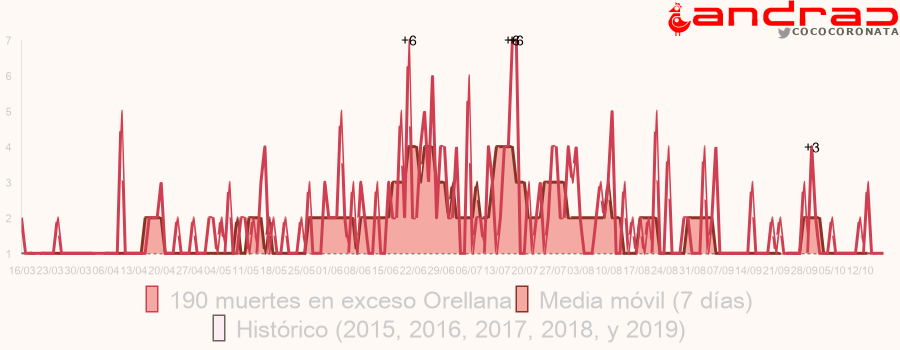 andrab
COCOCORONATA
+6
+6
+6
+3
7
6
5
4
3
2
1
16/03 23/03 30/03 06/04 13/04 20/04 27/04 04/05 11/05 18/05 25/05 01/06 08/06 15/06 22/06 29/06 06/07 13/07 20/07 27/07 03/08 10/08 17/08 24/08 31/08 07/09 14/09 21/09 28/09 05/10 12/10
190 muertes en exceso Orellana Media móvil (7 días)
Histórico (2015, 2016, 2017, 2018, y 2019)